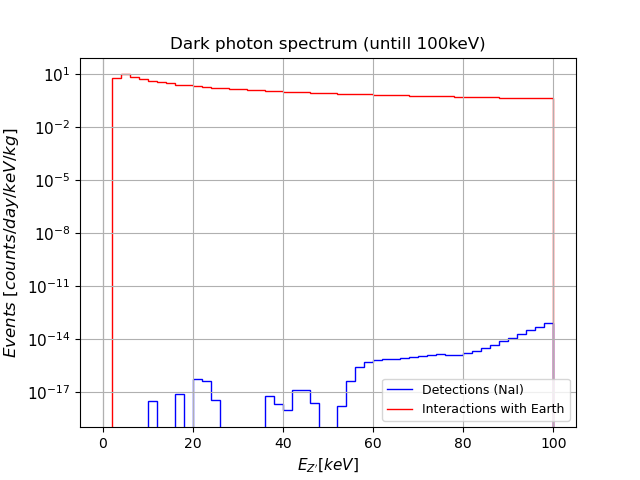 Dark photon spectrum (untill 100keV)
Events [counts/day/keV/kg]
10^1
10^-2
10^-5
10^-8
10^-11
10^-14
10^-17
0 20 40 60 80 100
E_Z'[keV]
Detections (NaI)
Interactions with Earth